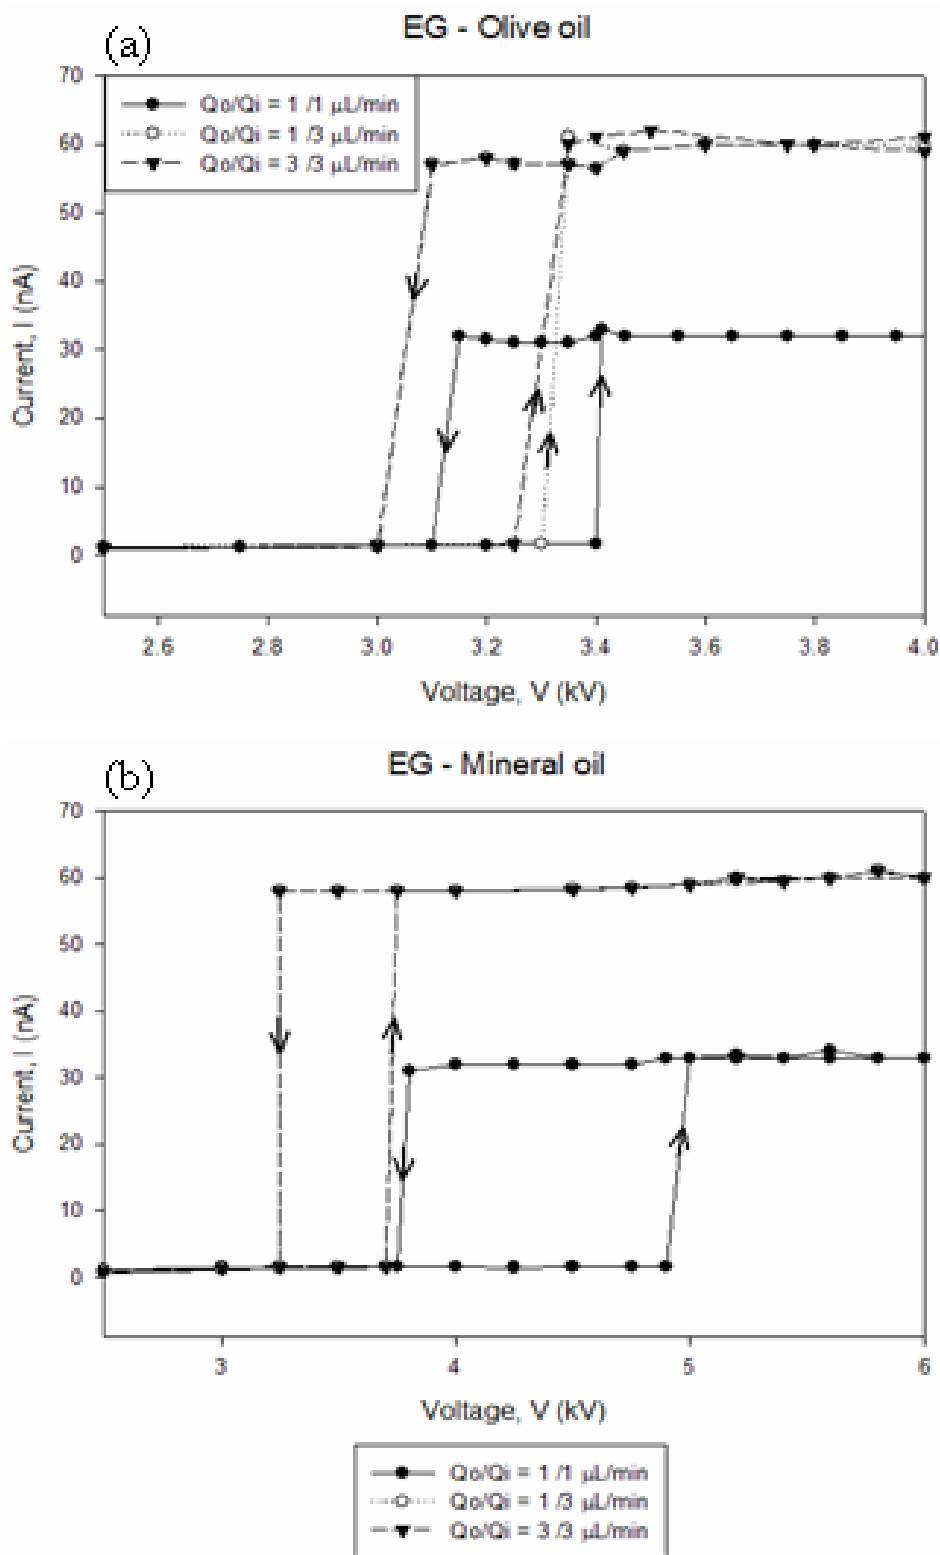 (a)
EG - Olive oil
Qo/Qi = 1 /1 μL/min
Qo/Qi = 1 /3 μL/min
Qo/Qi = 3 /3 μL/min
70
60
50
40
30
20
10
0
Current, I (nA)
2.6 2.8 3.0 3.2 3.4 3.6 3.8 4.0
Voltage, V (kV)
(b)
EG - Mineral oil
70
60
50
40
30
20
10
0
Current, I (nA)
3 4 5 6
Voltage, V (kV)
Qo/Qi = 1 /1 μL/min
Qo/Qi = 1 /3 μL/min
Qo/Qi = 3 /3 μL/min